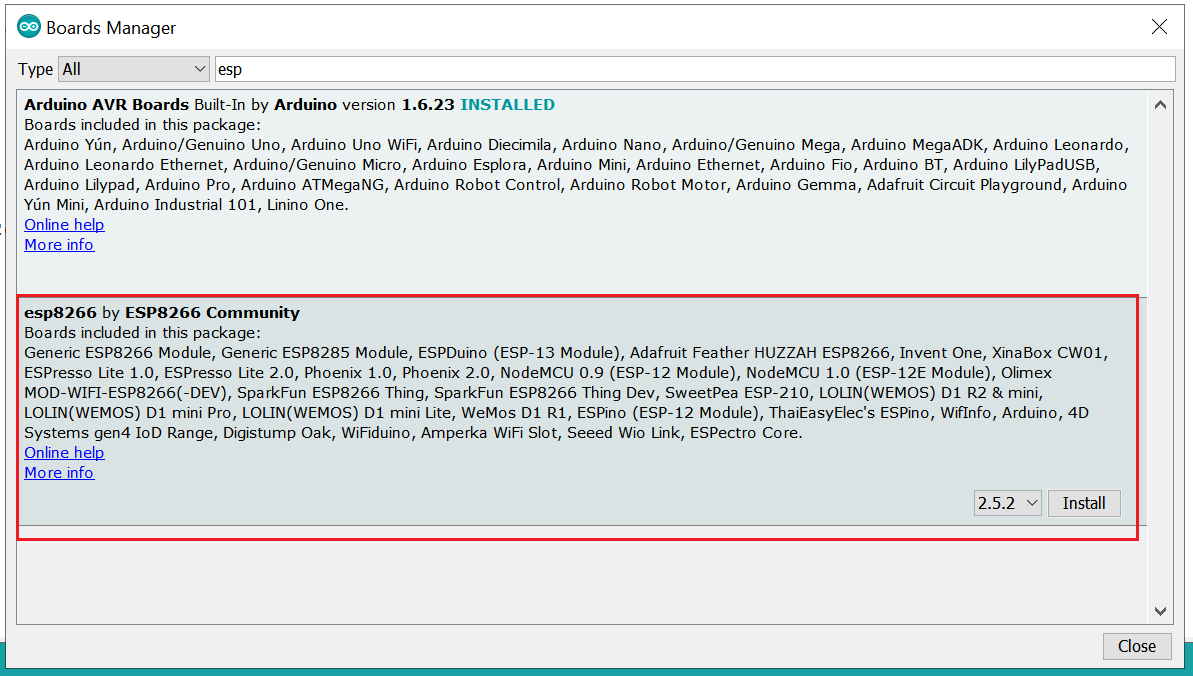 Boards Manager
Type All esp
Arduino AVR Boards Built-In by Arduino version 1.6.23 INSTALLED
Boards included in this package:
Arduino Yún, Arduino/Genuino Uno, Arduino Uno WiFi, Arduino Diecimila, Arduino Nano, Arduino/Genuino Mega, Arduino MegaADK, Arduino Leonardo,
Arduino Leonardo Ethernet, Arduino/Genuino Micro, Arduino Esplora, Arduino Mini, Arduino Ethernet, Arduino Fio, Arduino BT, Arduino LilyPadUSB,
Arduino Lilypad, Arduino Pro, Arduino ATMegaNG, Arduino Robot Control, Arduino Robot Motor, Arduino Gemma, Adafruit Circuit Playground, Arduino
Yún Mini, Arduino Industrial 101, Linino One.
Online help
More info
esp8266 by ESP8266 Community
Boards included in this package:
Generic ESP8266 Module, Generic ESP8285 Module, ESPDuino (ESP-13 Module), Adafruit Feather HUZZAH ESP8266, Invent One, XinaBox CW01,
ESPresso Lite 1.0, ESPresso Lite 2.0, Phoenix 1.0, Phoenix 2.0, NodeMCU 0.9 (ESP-12 Module), NodeMCU 1.0 (ESP-12E Module), Olimex
MOD-WIFI-ESP8266(-DEV), SparkFun ESP8266 Thing, SparkFun ESP8266 Thing Dev, SweetPea ESP-210, LOLIN(WEMOS) D1 R2 & mini,
LOLIN(WEMOS) D1 mini Pro, LOLIN(WEMOS) D1 mini Lite, WeMos D1 R1, ESPino (ESP-12 Module), ThaiEasyElec's ESPino, WifInfo, Arduino, 4D
Systems gen4 IoD Range, Digistump Oak, WiFiduino, Amperka WiFi Slot, Seeed Wio Link, ESPectro Core.
Online help
More info
2.5.2 Install
Close